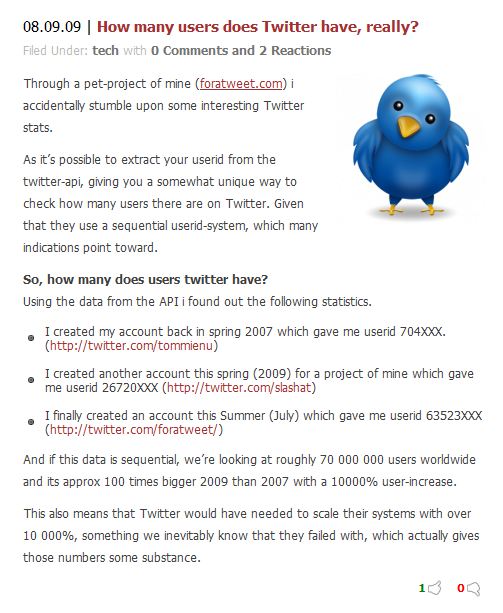 08.09.09 | How many users does Twitter have, really?
Filed Under: tech with 0 Comments and 2 Reactions
Through a pet-project of mine (foratweet.com) i
accidentally stumble upon some interesting Twitter
stats.
As it's possible to extract your userid from the
twitter-api, giving you a somewhat unique way to
check how many users there are on Twitter. Given
that they use a sequential userid-system, which many
indications point toward.
So, how many does users twitter have?
Using the data from the API i found out the following statistics.
I created my account back in spring 2007 which gave me userid 704XXX.
(http://twitter.com/tommienu)
I created another account this spring (2009) for a project of mine which gave
me userid 26720XXX (http://twitter.com/slashat)
I finally created an account this Summer (July) which gave me userid 63523XXX
(http://twitter.com/foratweet/)
And if this data is sequential, we're looking at roughly 70 000 000 users worldwide
and its approx 100 times bigger 2009 than 2007 with a 10000% user-increase.
This also means that Twitter would have needed to scale their systems with over
10 000%, something we inevitably know that they failed with, which actually gives
those numbers some substance.
1 0